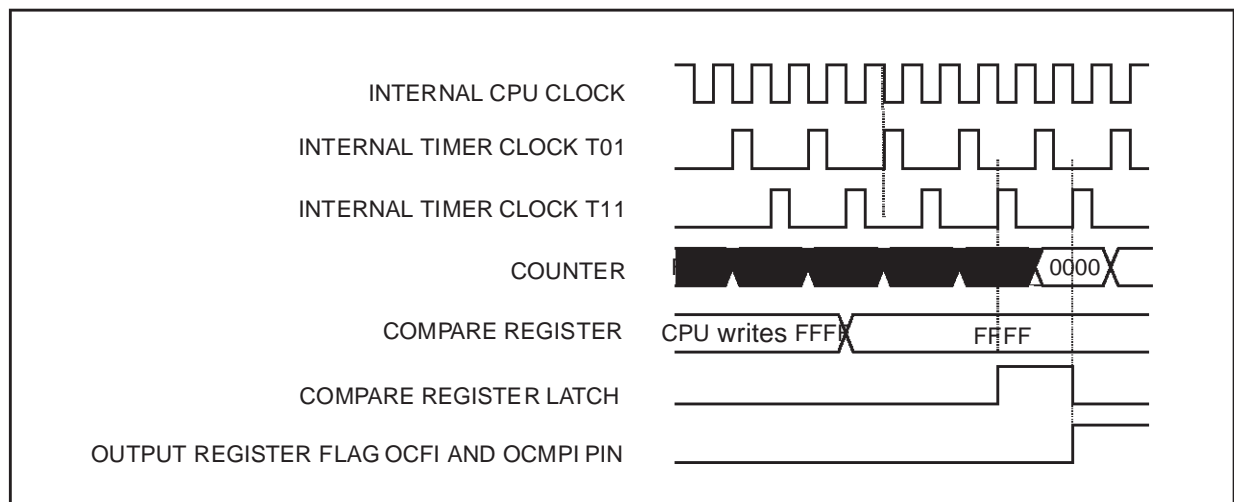 INTERNAL CPU CLOCK
INTERNAL TIMER CLOCK T01
INTERNAL TIMER CLOCK T11
COUNTER
0000
COMPARE REGISTER
CPU writes FFFF
FFFF
COMPARE REGISTER LATCH
OUTPUT REGISTER FLAG OCFI AND OCMPI PIN